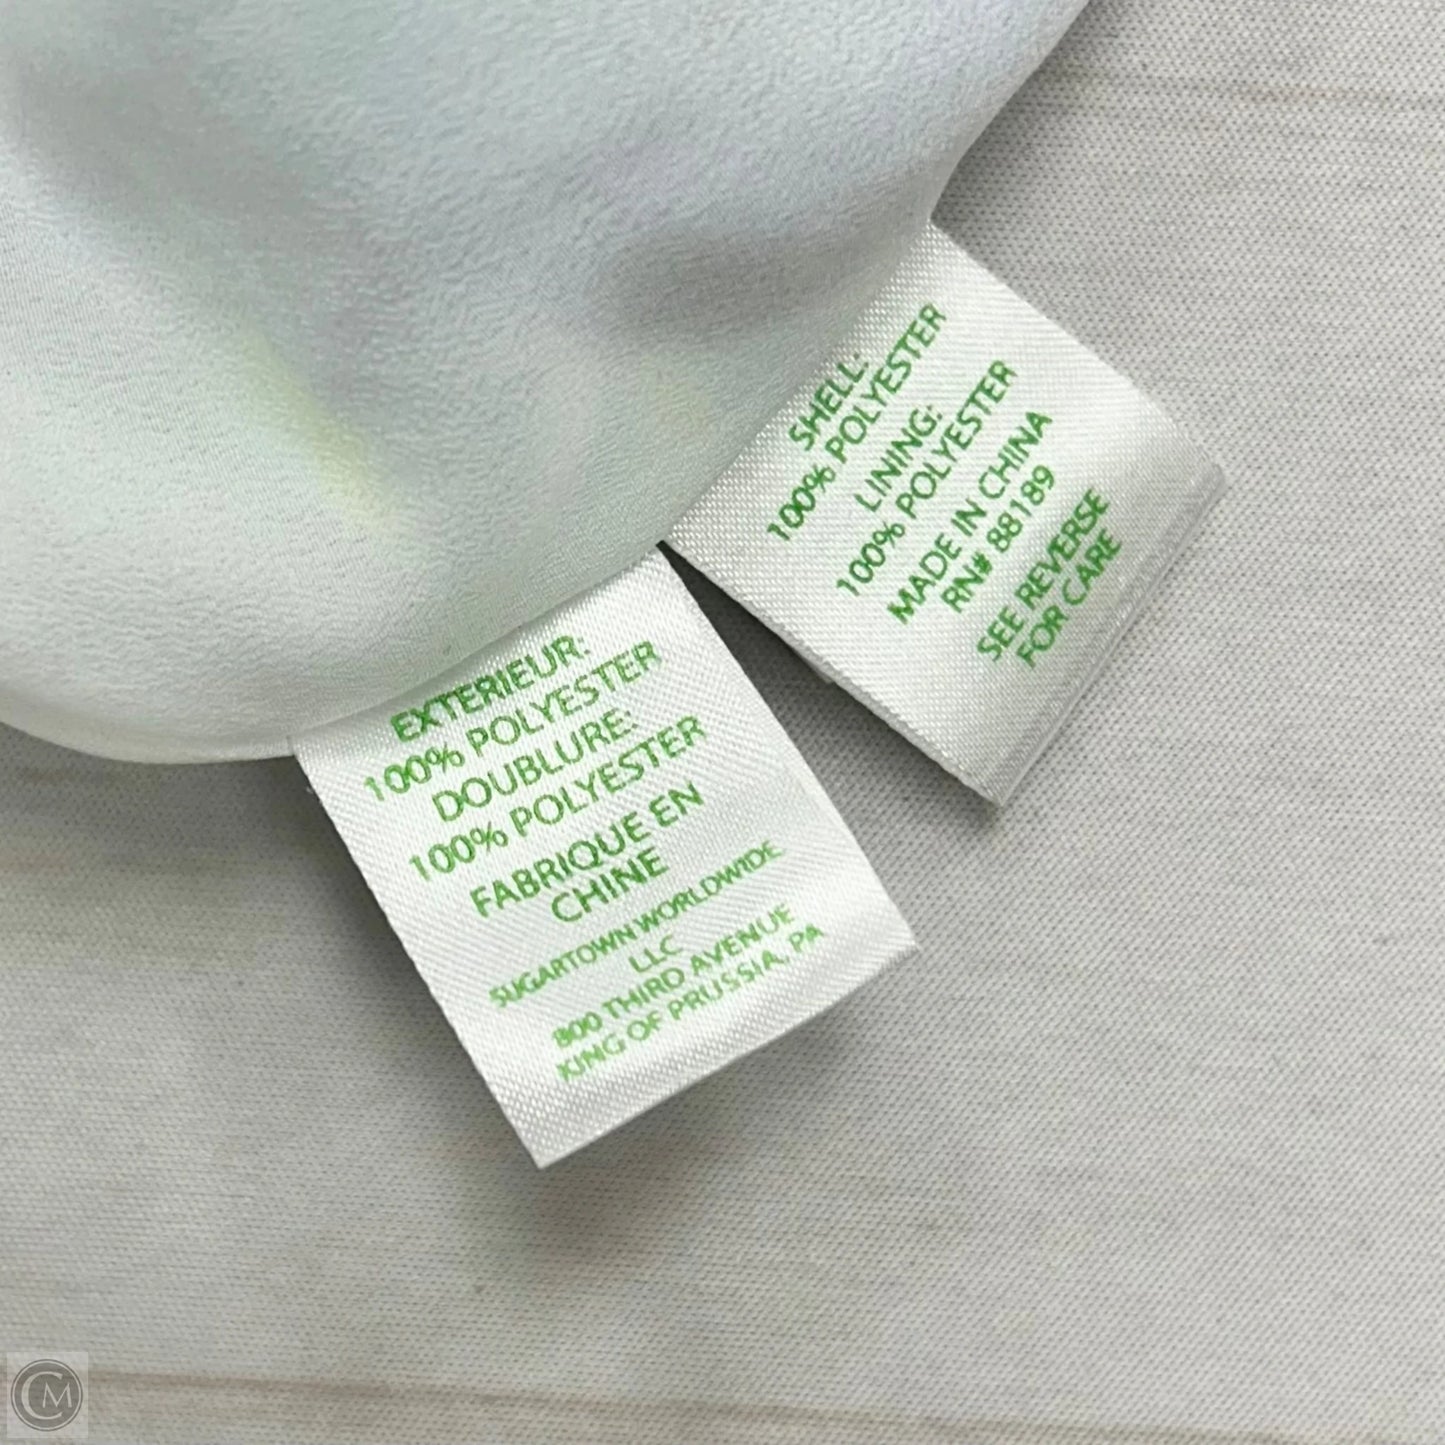 EXTERIEUR:
100% POLYESTER
DOUBLURE:
100% POLYESTER
FABRIQUE EN
CHINE
SUGARTOWN WORLDWIDE
LLC
800 THIRD AVENUE
KING OF PRUSSIA, PA
SHELL:
100% POLYESTER
LINING:
100% POLYESTER
MADE IN CHINA
RN# 88189
SEE REVERSE
FOR CARE
CM